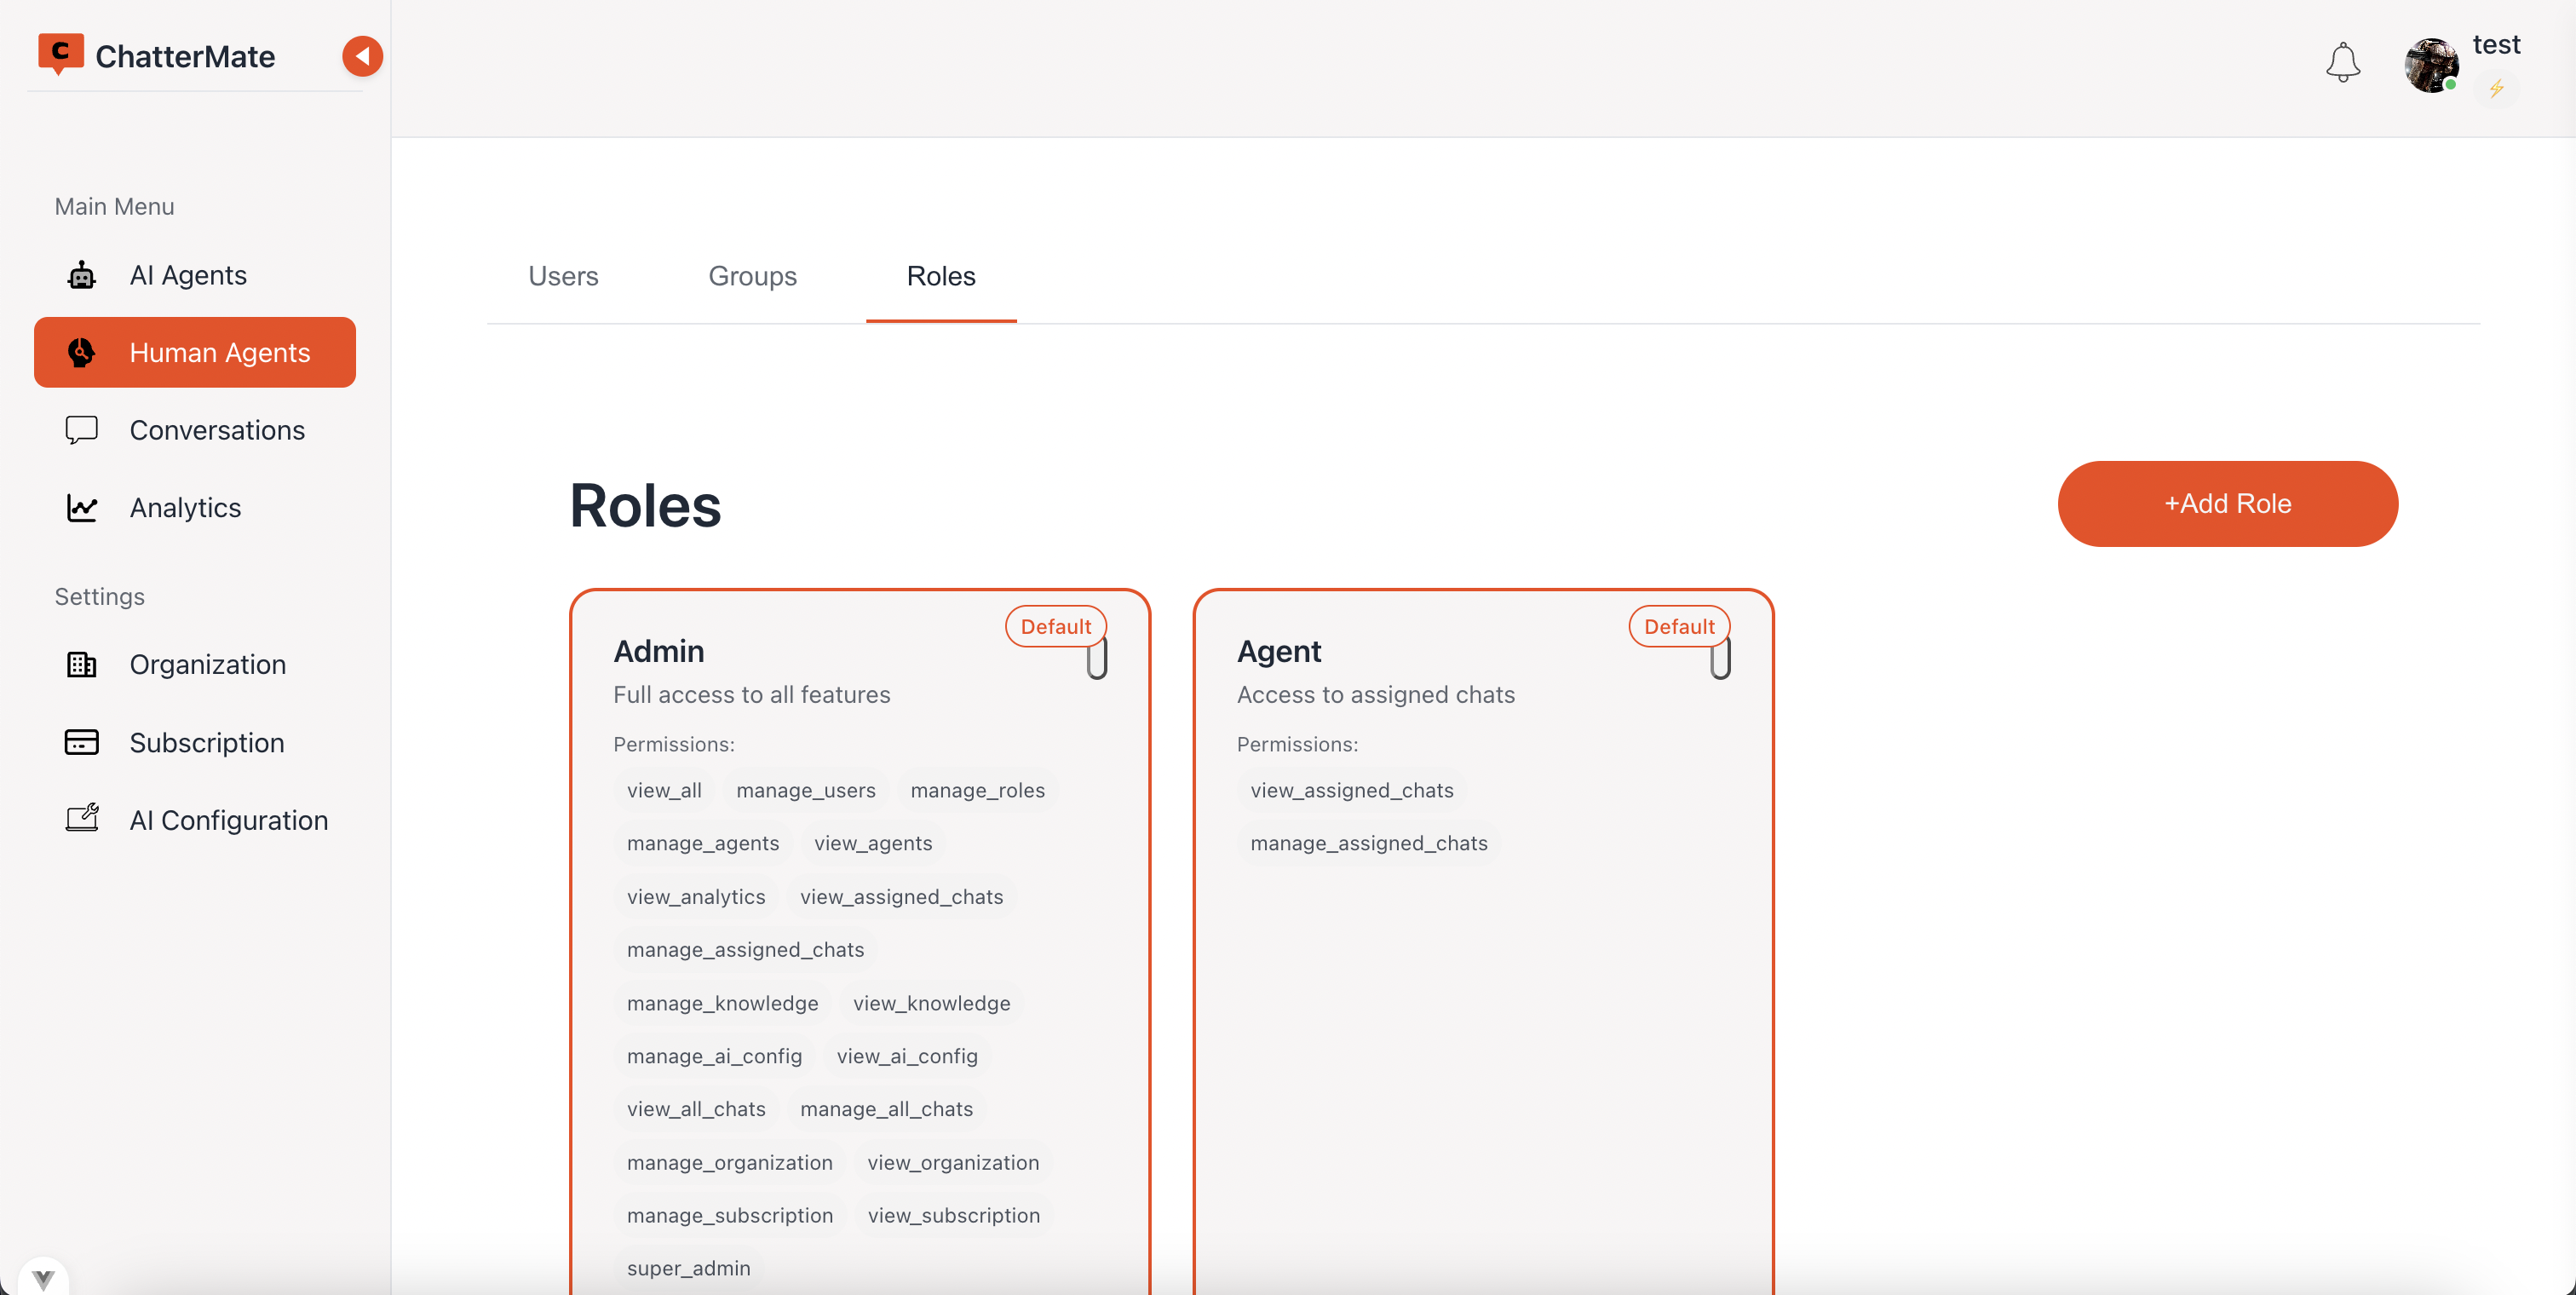 C ChatterMate
test
Main Menu
AI Agents
Human Agents
Conversations
Analytics
Settings
Organization
Subscription
AI Configuration
Users Groups Roles
Roles
+Add Role
Default
Admin
Full access to all features
Permissions:
view_all manage_users manage_roles
manage_agents view_agents
view_analytics view_assigned_chats
manage_assigned_chats
manage_knowledge view_knowledge
manage_ai_config view_ai_config
view_all_chats manage_all_chats
manage_organization view_organization
manage_subscription view_subscription
super_admin
Default
Agent
Access to assigned chats
Permissions:
view_assigned_chats
manage_assigned_chats